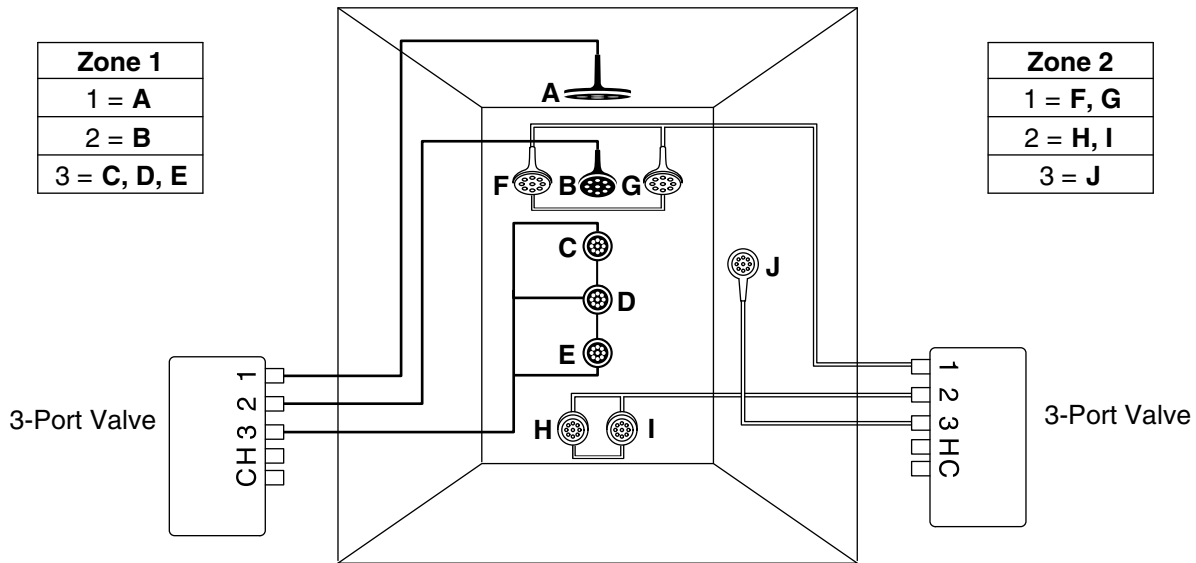 Zone 1
1 = A
2 = B
3 = C, D, E
Zone 2
1 = F, G
2 = H, I
3 = J
A
F
B
G
C
J
D
E
H
I
3-Port Valve
1
2
3
H
C
3-Port Valve
1
2
3
H
C